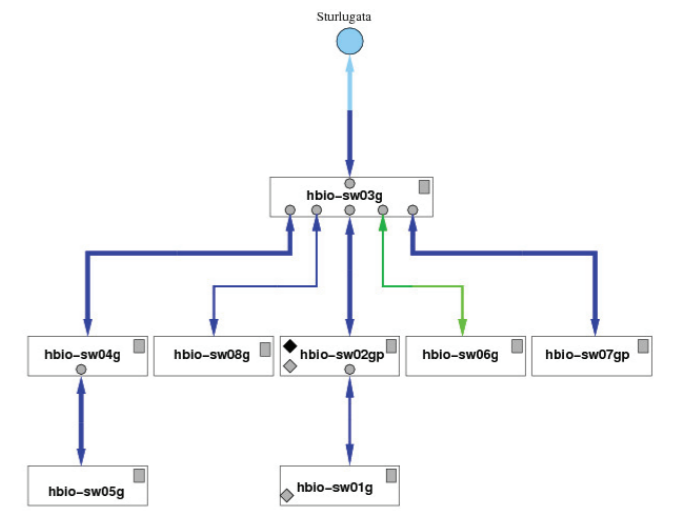 Sturlugata
hbio-sw03g
hbio-sw04g
hbio-sw08g
hbio-sw02gp
hbio-sw06g
hbio-sw07gp
hbio-sw05g
hbio-sw01g